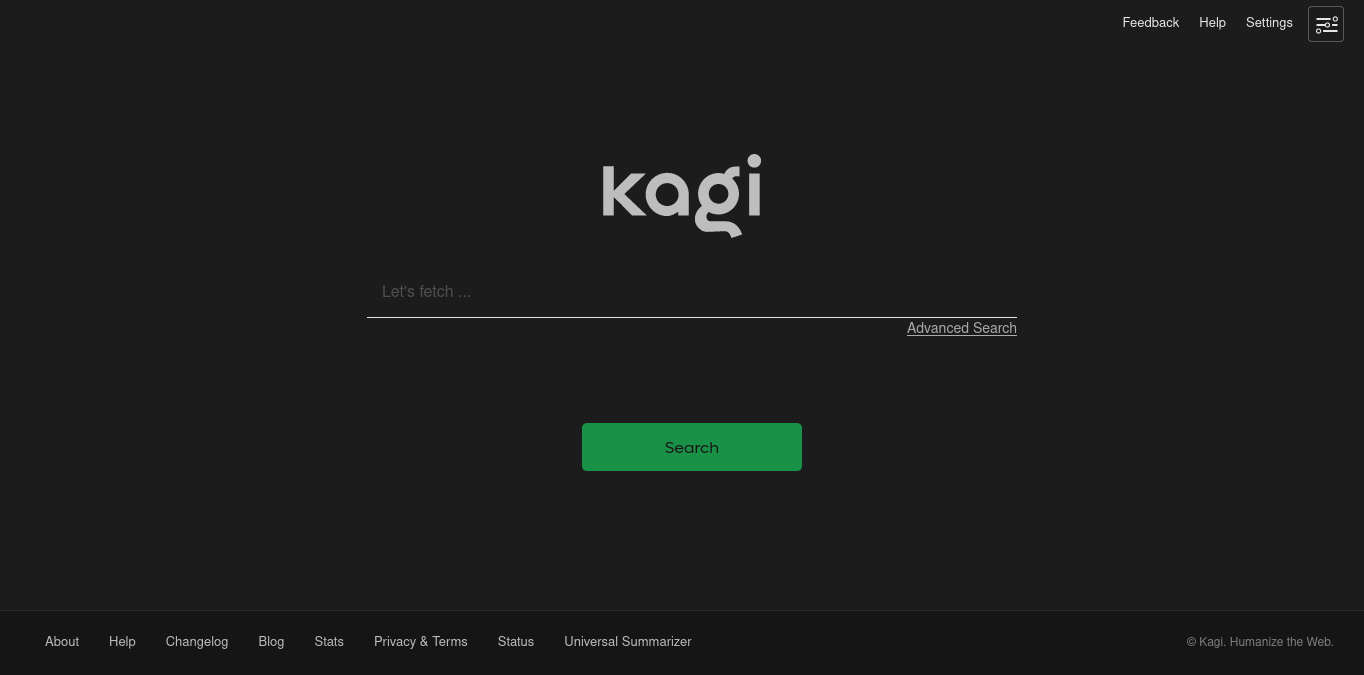 Feedback Help Settings
kagi
Let's fetch ...
Advanced Search
Search
About Help Changelog Blog Stats Privacy & Terms Status Universal Summarizer © Kagi. Humanize the Web.